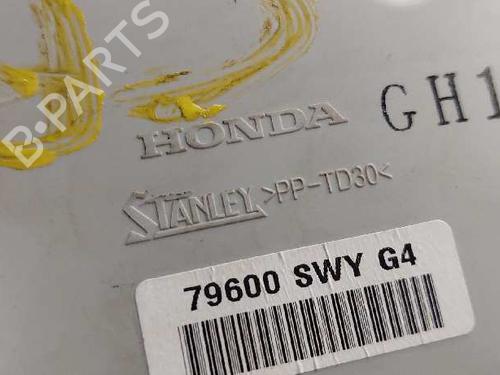 B-PARTS
HONDA GH1
STANLEY >PP-TD30<
79600 SWY G4